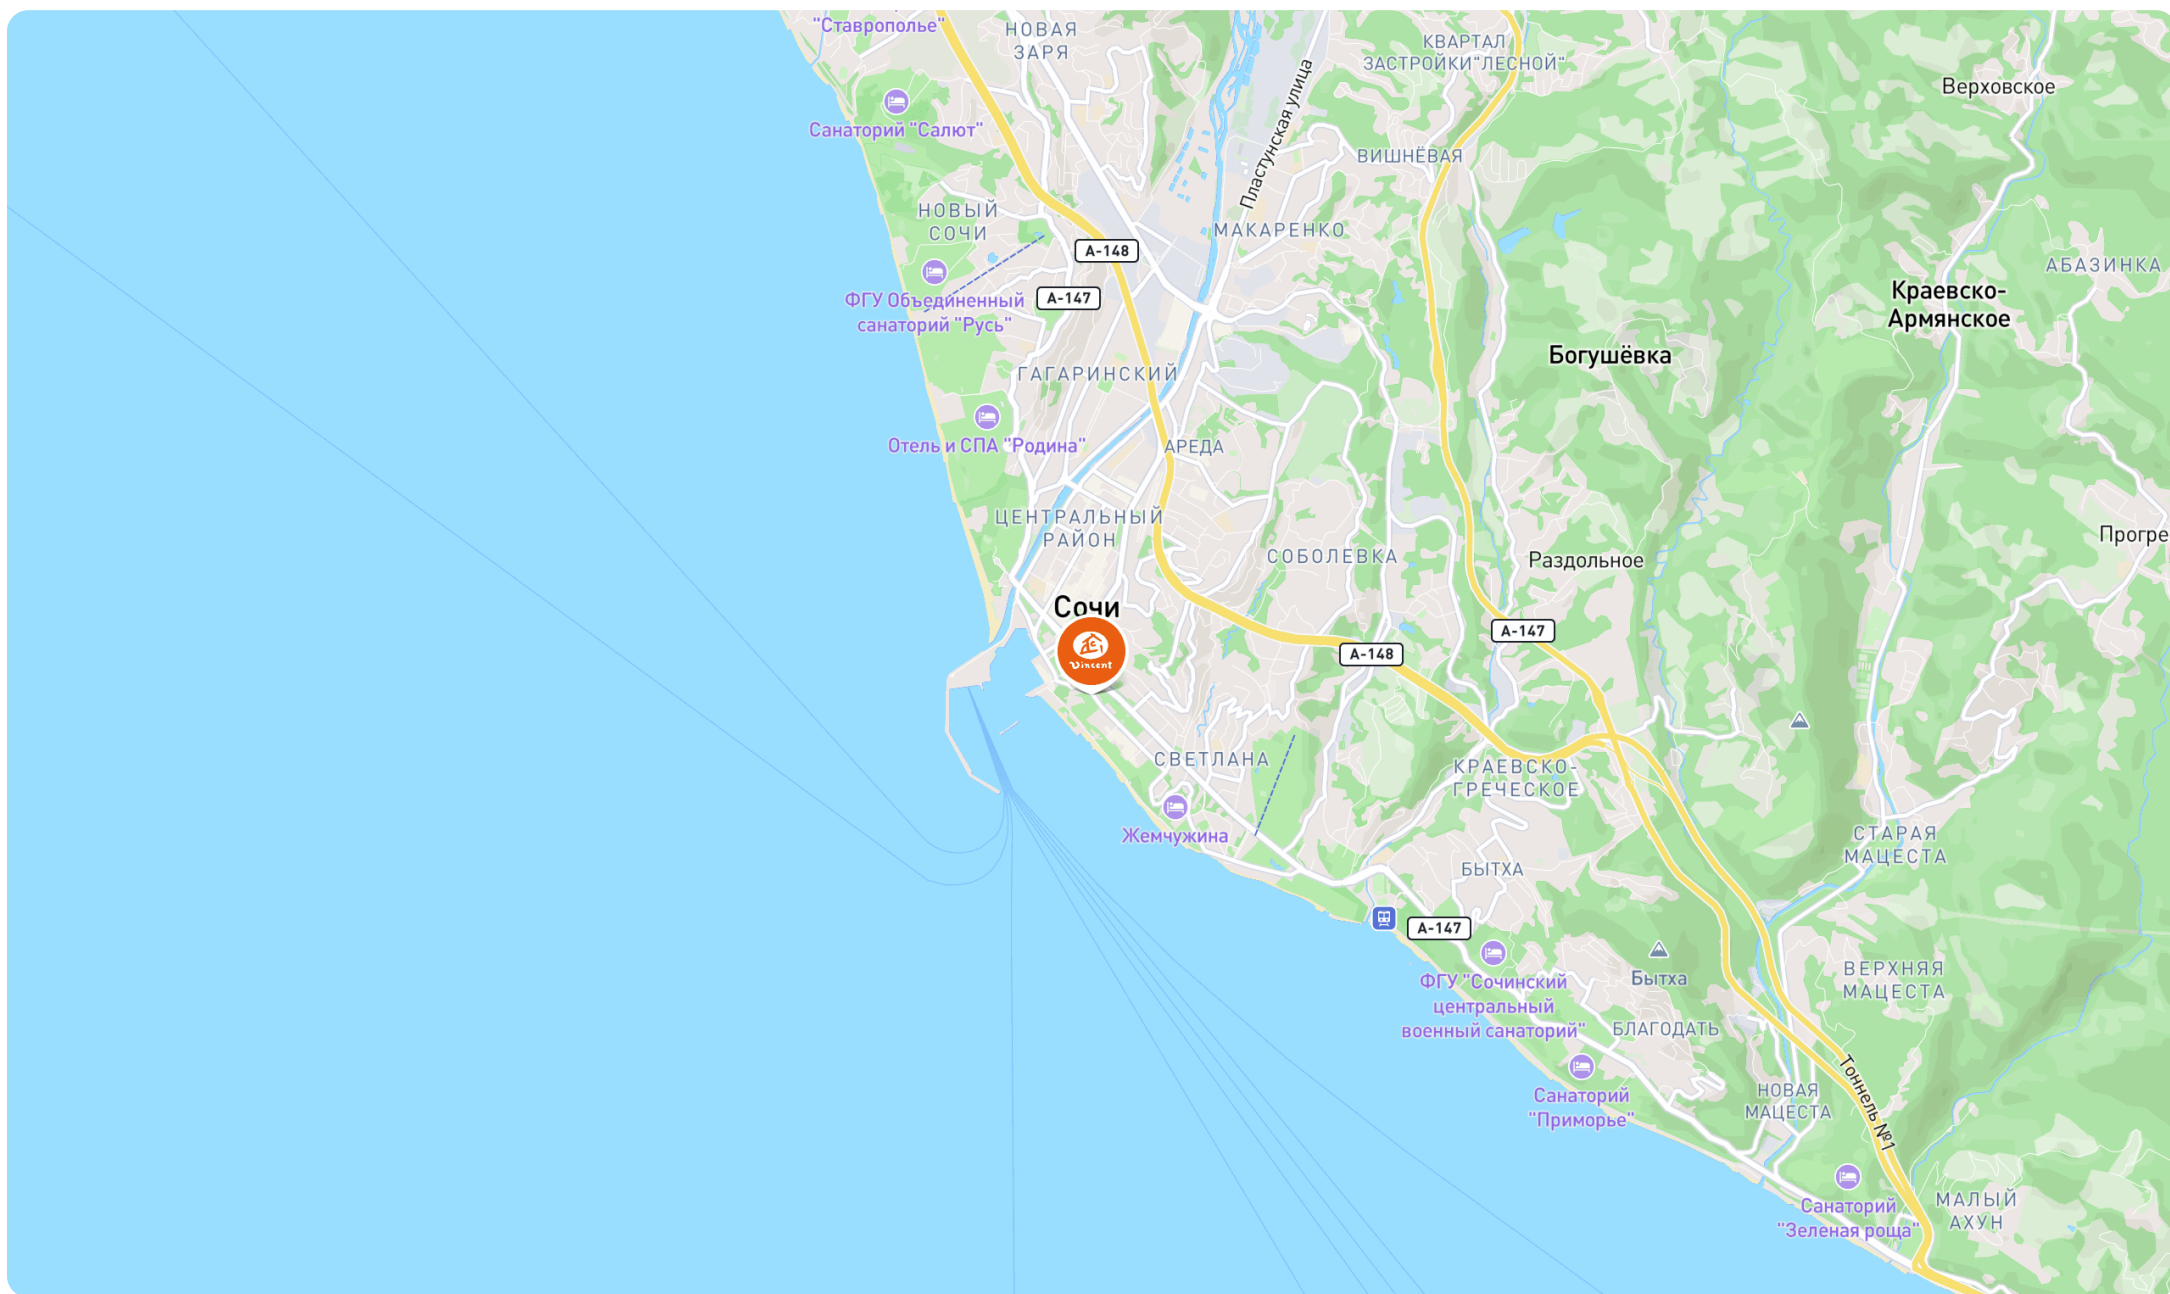 "Ставрополье"
НОВАЯ
ЗАРЯ
КВАРТАЛ
ЗАСТРОЙКИ"ЛЕСНОЙ"
Верховское
Санаторий "Салют"
Пластунская улица
ВИШНЁВАЯ
НОВЫЙ
СОЧИ
МАКАРЕНКО
А-148
АБАЗИНКА
А-147
ФГУ Объединенный
санаторий "Русь"
Краевско-
Армянское
Богушёвка
ГАГАРИНСКИЙ
Отель и СПА "Родина"
АРЕДА
ЦЕНТРАЛЬНЫЙ
РАЙОН
Прогре
СОБОЛЕВКА
Раздольное
Сочи
Vincent
А-147
А-148
СВЕТЛАНА
КРАЕВСКО-
ГРЕЧЕСКОЕ
Жемчужина
СТАРАЯ
МАЦЕСТА
БЫТХА
А-147
ФГУ "Сочинский
центральный
военный санаторий"
Бытха
ВЕРХНЯЯ
МАЦЕСТА
БЛАГОДАТЬ
Тоннель №1
Санаторий
"Приморье"
НОВАЯ
МАЦЕСТА
Санаторий
"Зеленая роща"
МАЛЫЙ
АХУН